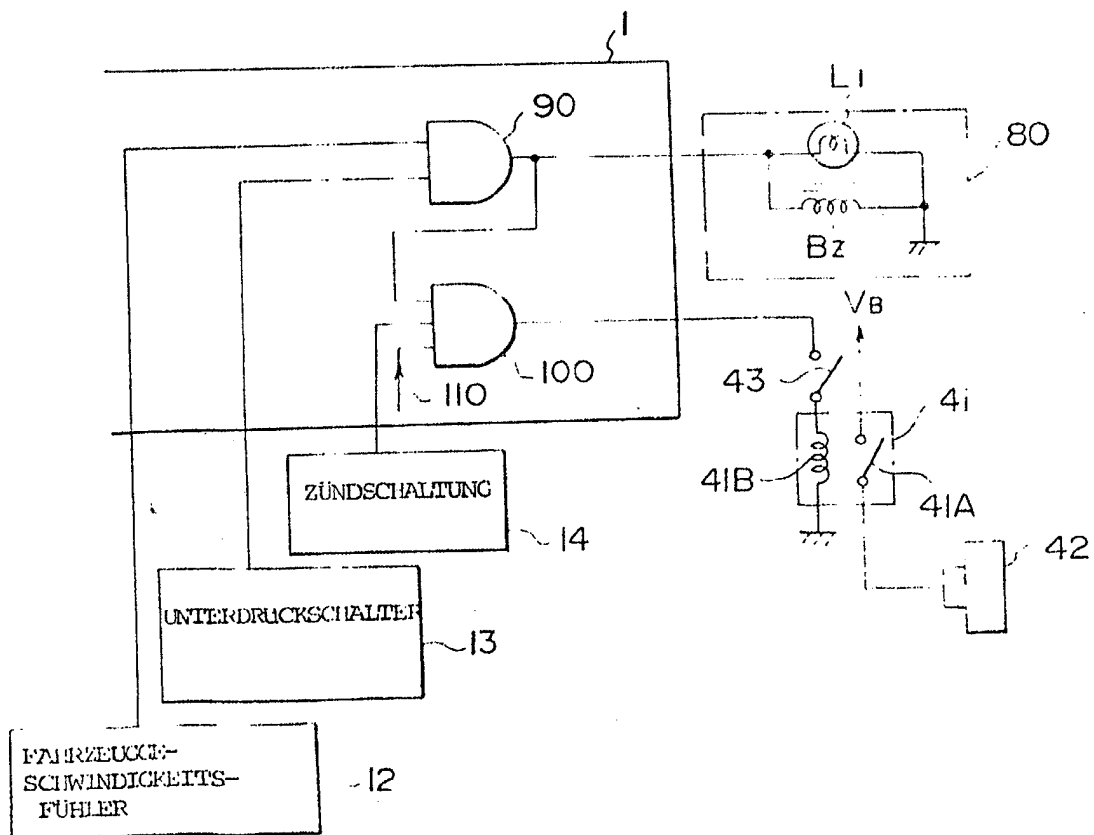 1
L1
90
80
Bz
VB
100
110
43
4i
41B
41A
ZÜNDSCHALTUNG
14
42
UNTERDRUCKSCHALTER
13
FAHRZEUGGE-
SCHWINDIGKEITS-
FÜHLER
12